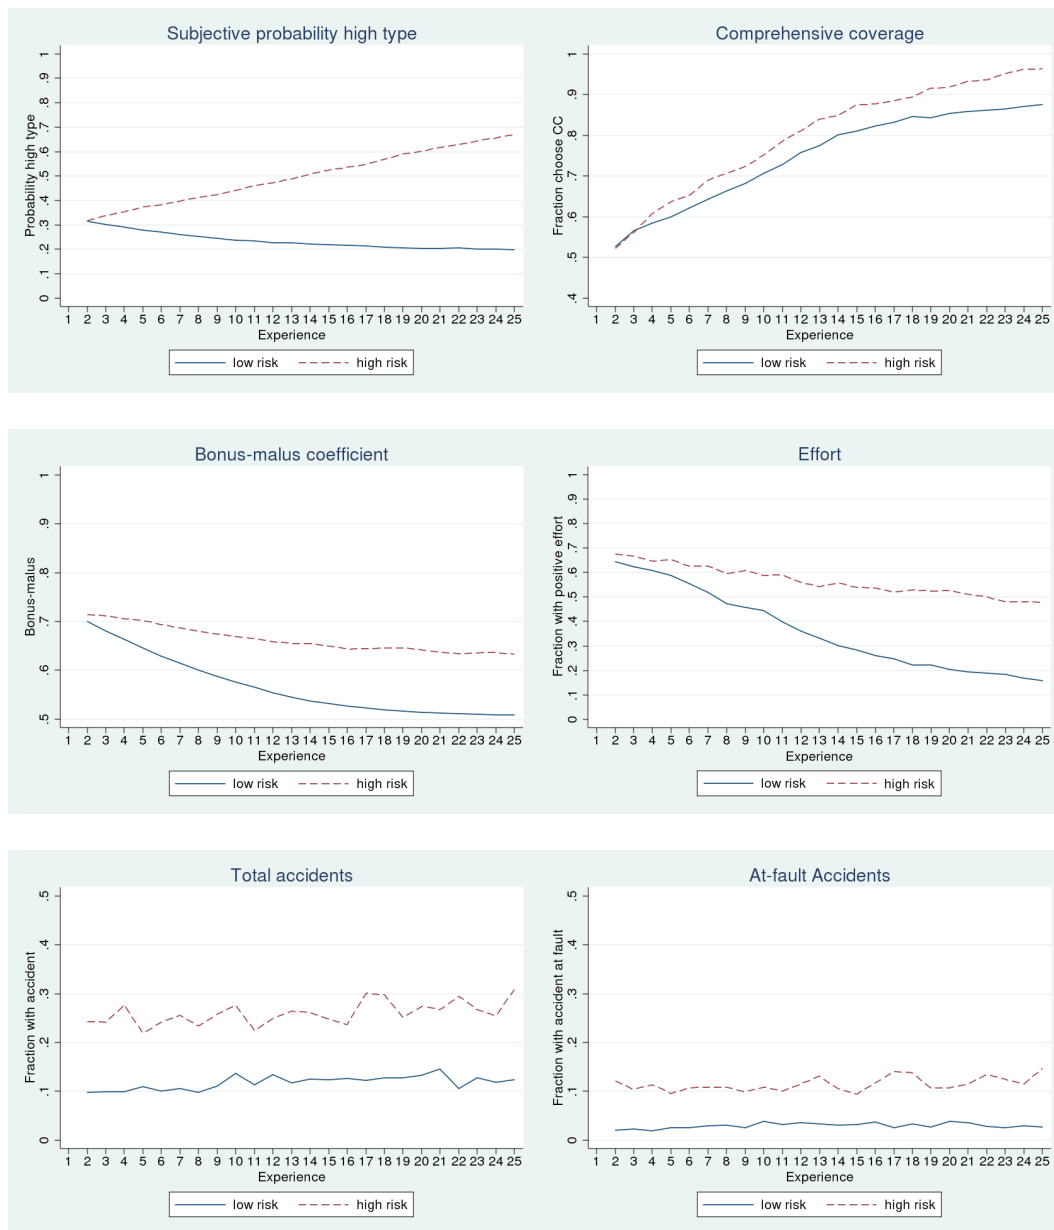 Subjective probability high type
Probability high type
0 .1 .2 .3 .4 .5 .6 .7 .8 .9 1
1 2 3 4 5 6 7 8 9 10 11 12 13 14 15 16 17 18 19 20 21 22 23 24 25
Experience
low risk high risk
Comprehensive coverage
Fraction choose CC
.4 .5 .6 .7 .8 .9 1
1 2 3 4 5 6 7 8 9 10 11 12 13 14 15 16 17 18 19 20 21 22 23 24 25
Experience
low risk high risk
Bonus-malus coefficient
Bonus-malus
.5 .6 .7 .8 .9 1
1 2 3 4 5 6 7 8 9 10 11 12 13 14 15 16 17 18 19 20 21 22 23 24 25
Experience
low risk high risk
Effort
Fraction with positive effort
0 .1 .2 .3 .4 .5 .6 .7 .8 .9 1
1 2 3 4 5 6 7 8 9 10 11 12 13 14 15 16 17 18 19 20 21 22 23 24 25
Experience
low risk high risk
Total accidents
Fraction with accident
0 .1 .2 .3 .4 .5
1 2 3 4 5 6 7 8 9 10 11 12 13 14 15 16 17 18 19 20 21 22 23 24 25
Experience
low risk high risk
At-fault Accidents
Fraction with accident at fault
0 .1 .2 .3 .4 .5
1 2 3 4 5 6 7 8 9 10 11 12 13 14 15 16 17 18 19 20 21 22 23 24 25
Experience
low risk high risk